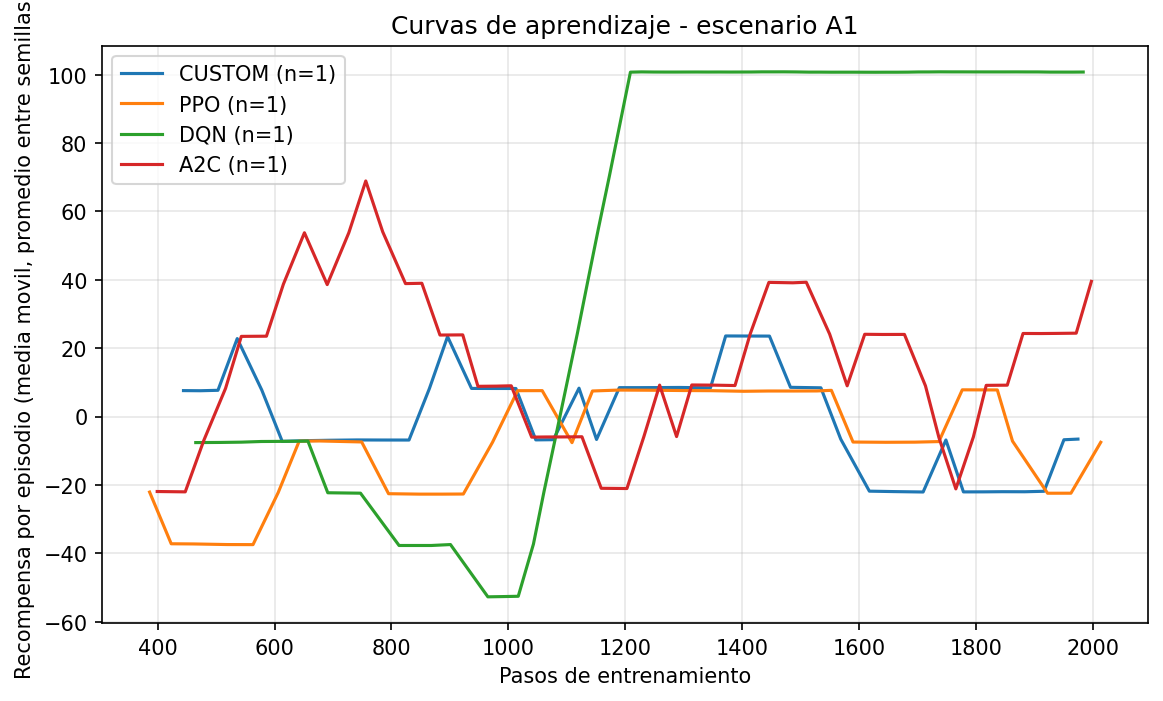 Curvas de aprendizaje - escenario A1
Recompensa por episodio (media movil, promedio entre semillas
100
80
60
40
20
0
−20
−40
−60
CUSTOM (n=1)
PPO (n=1)
DQN (n=1)
A2C (n=1)
400 600 800 1000 1200 1400 1600 1800 2000
Pasos de entrenamiento